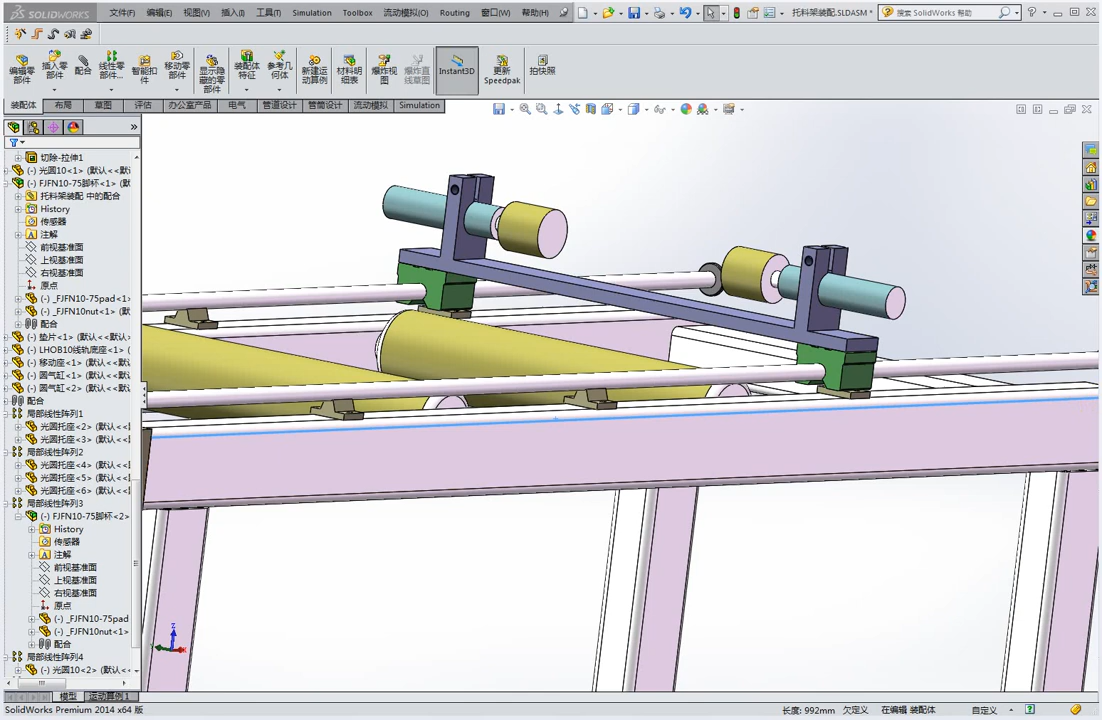 SOLIDWORKS
文件(F) 编辑(E) 视图(V) 插入(I) 工具(T) Simulation Toolbox 流动模拟(O) Routing 窗口(W) 帮助(H)
托料架装配.SLDASM *
搜索 SolidWorks 帮助
编辑零部件
插入零部件
配合
线性零部件...
智能扣件
移动零部件
显示隐藏的零部件
装配体特征
参考几何体
新建运动算例
材料明细表
爆炸视图
爆炸直线草图
Instant3D
更新 Speedpak
拍快照
装配体 布局 草图 评估 办公室产品 电气 管道设计 管筒设计 流动模拟 Simulation
切除-拉伸1
(-) 光圆10<1> (默认<<
(-) FJFN10-75脚杯<1> (默
托料架装配 中的配合
History
传感器
注解
前视基准面
上视基准面
右视基准面
原点
(-) _FJFN10-75pad<1>
(-) _FJFN10nut<1> (默
配合
(-) 垫片<1> (默认<<默认
(-) LHOB10线轨底座<1> (
(-) 移动座<1> (默认<<默
(-) 圆气缸<1> (默认<<默
(-) 圆气缸<2> (默认<<默
配合
局部线性阵列1
光圆托座<2> (默认<<
光圆托座<3> (默认<<
局部线性阵列2
光圆托座<4> (默认<<
光圆托座<5> (默认<<
光圆托座<6> (默认<<
局部线性阵列3
(-) FJFN10-75脚杯<2>
History
传感器
注解
前视基准面
上视基准面
右视基准面
原点
(-) _FJFN10-75pad
(-) _FJFN10nut<1>
配合
局部线性阵列4
(-) 光圆10<2> (默认<<
模型 运动算例1
SolidWorks Premium 2014 x64 版
长度: 992mm 欠定义 在编辑 装配体 自定义